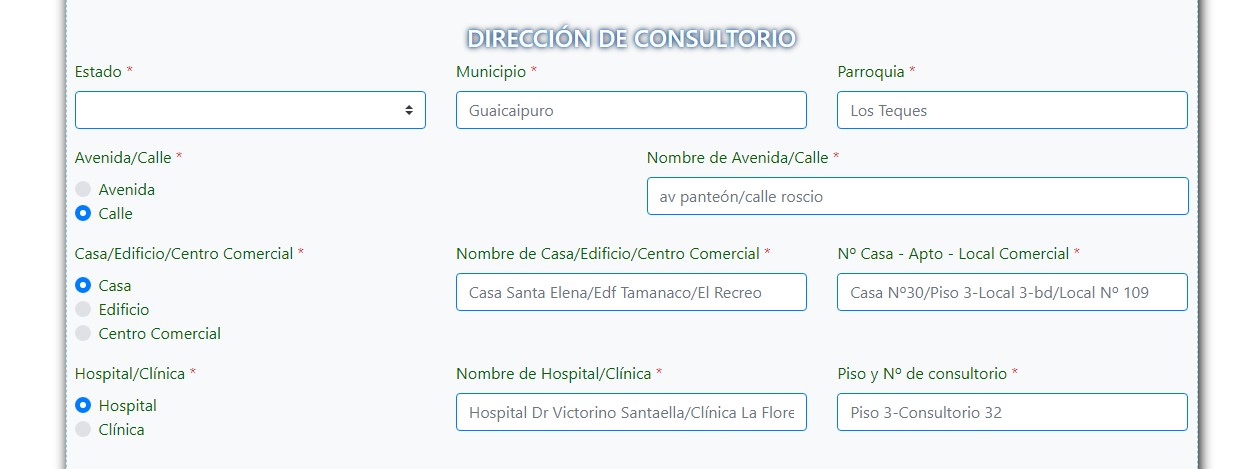 DIRECCIÓN DE CONSULTORIO
Estado * Municipio * Parroquia *
Guaicaipuro Los Teques
Avenida/Calle * Nombre de Avenida/Calle *
Avenida av panteón/calle roscio
Calle
Casa/Edificio/Centro Comercial * Nombre de Casa/Edificio/Centro Comercial * Nº Casa - Apto - Local Comercial *
Casa Casa Santa Elena/Edf Tamanaco/El Recreo Casa Nº30/Piso 3-Local 3-bd/Local Nº 109
Edificio
Centro Comercial
Hospital/Clínica * Nombre de Hospital/Clínica * Piso y Nº de consultorio *
Hospital Hospital Dr Victorino Santaella/Clínica La Flore Piso 3-Consultorio 32
Clínica